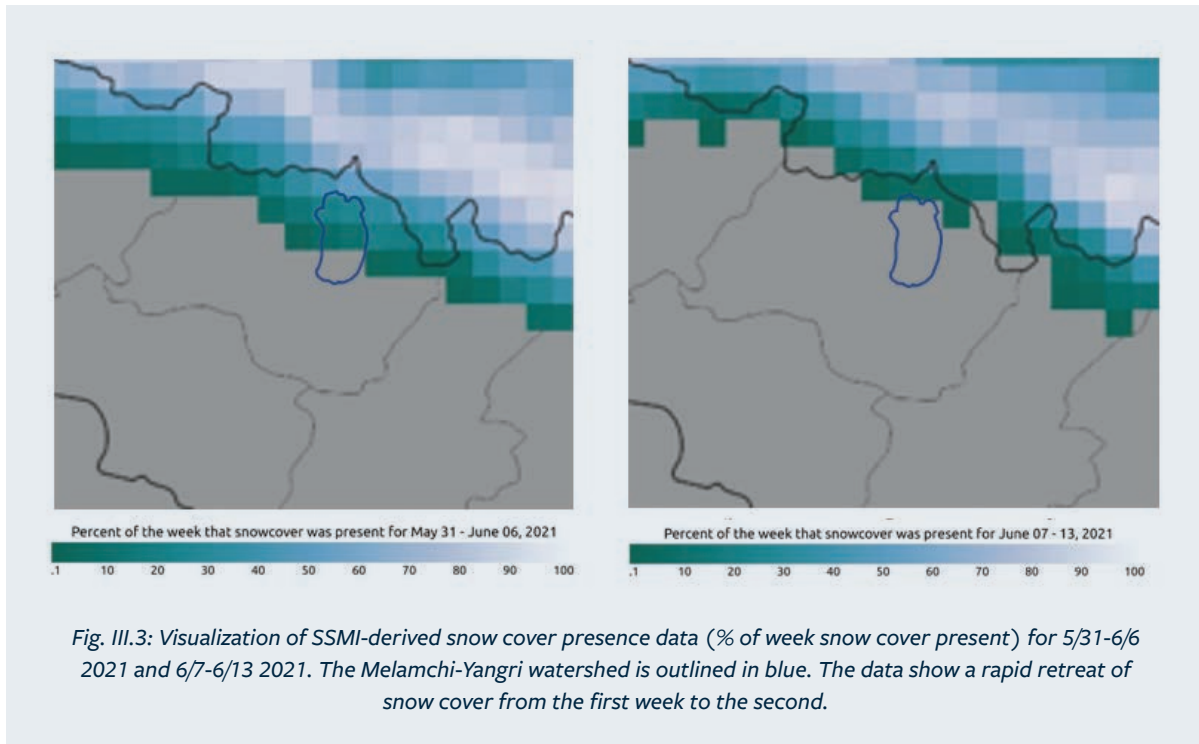 Percent of the week that snowcover was present for May 31 - June 06, 2021
.1 10 20 30 40 50 60 70 80 90 100
Percent of the week that snowcover was present for June 07 - 13, 2021
.1 10 20 30 40 50 60 70 80 90 100
Fig. III.3: Visualization of SSMI-derived snow cover presence data (% of week snow cover present) for 5/31-6/6
2021 and 6/7-6/13 2021. The Melamchi-Yangri watershed is outlined in blue. The data show a rapid retreat of
snow cover from the first week to the second.